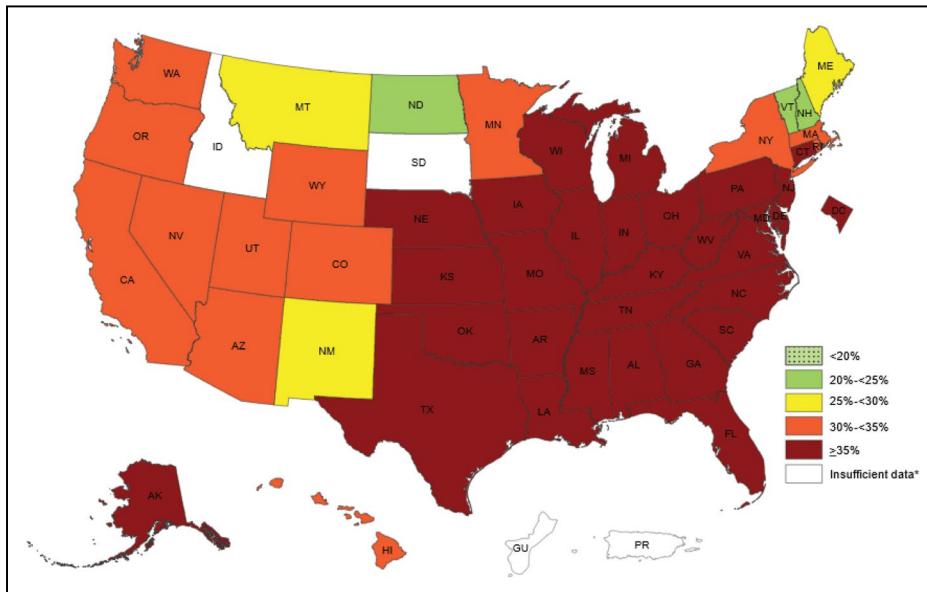 WA
MT
ND
MN
ME
VT
NH
OR
ID
SD
WI
MI
NY
MA
RI
CT
WY
NE
IA
PA
NJ
NV
UT
CO
IL
IN
OH
MD
DE
DC
CA
KS
MO
WV
VA
KY
NC
AZ
NM
OK
AR
TN
SC
MS
AL
GA
TX
LA
FL
<20%
20%-<25%
25%-<30%
30%-<35%
≥35%
Insufficient data*
AK
HI
GU
PR